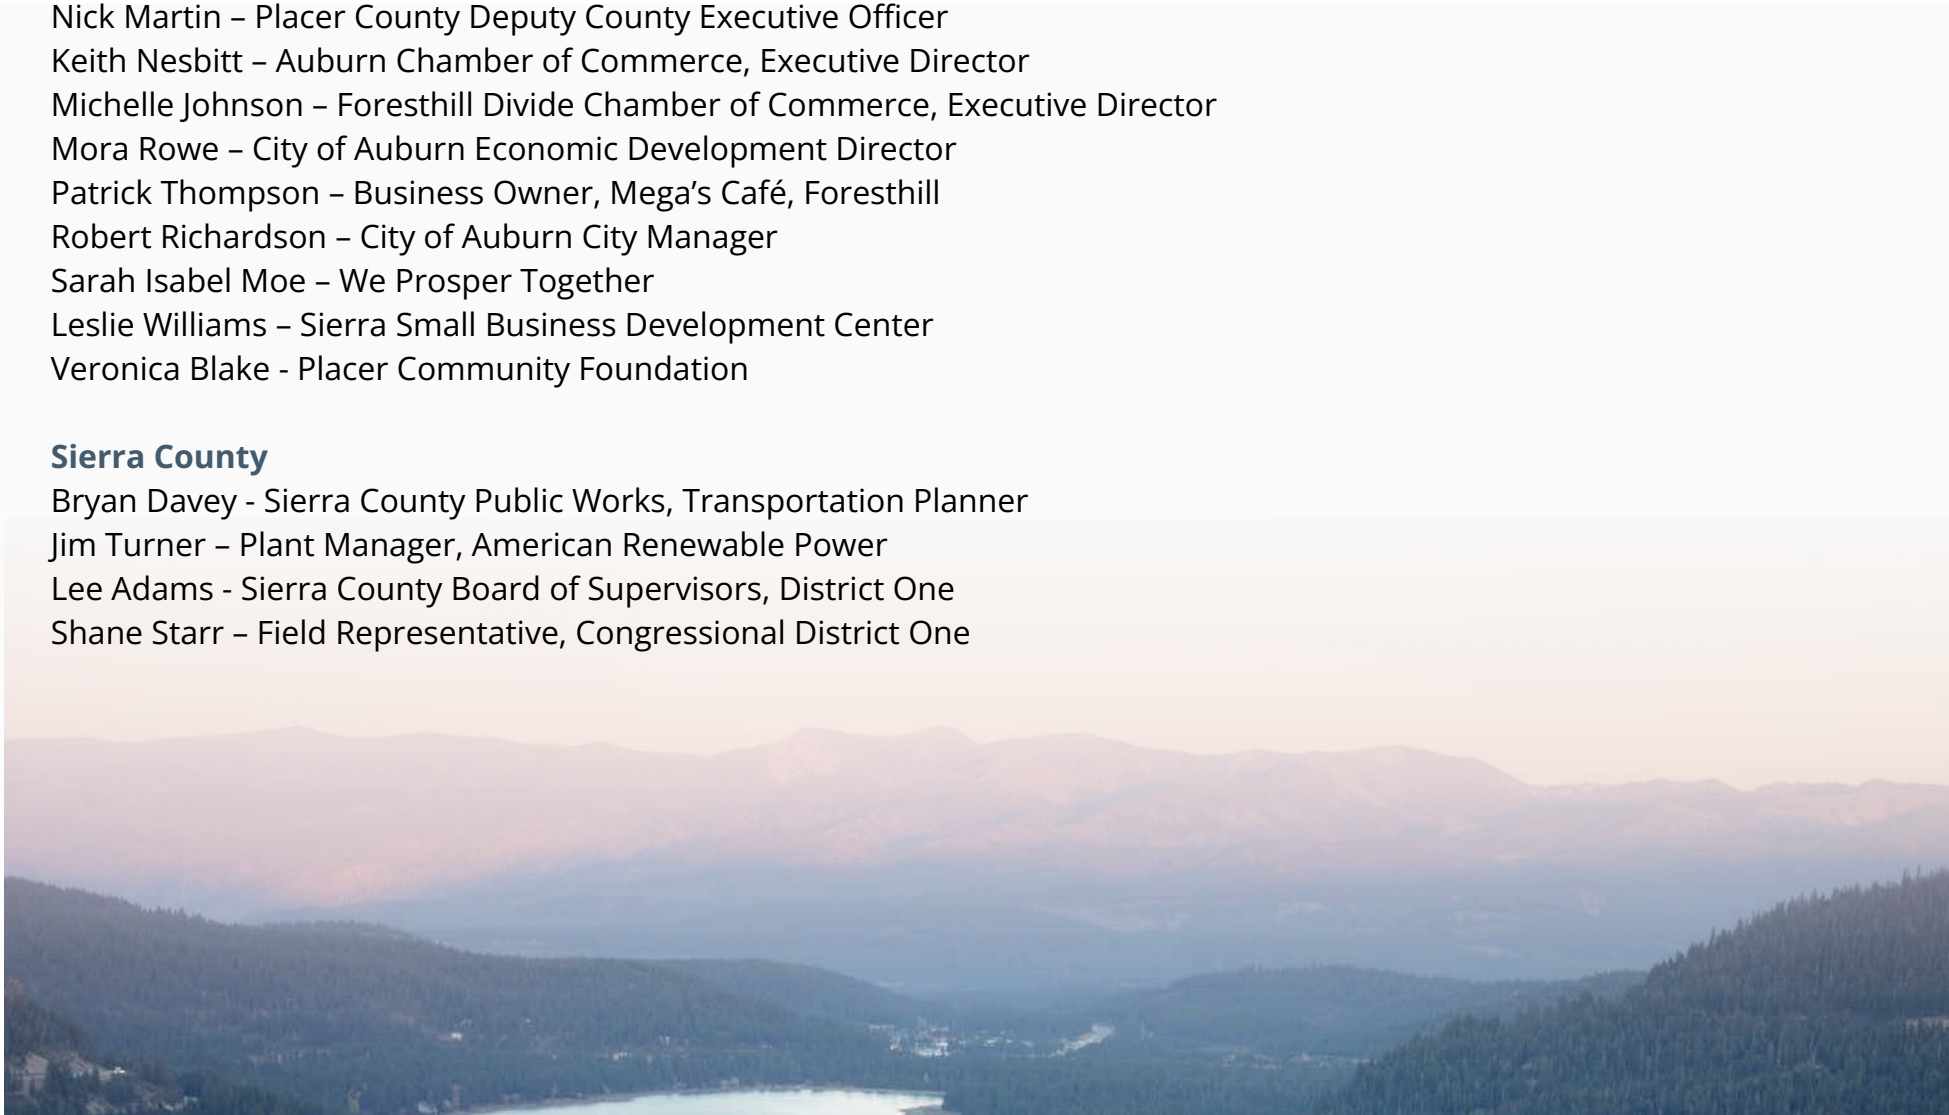 Nick Martin – Placer County Deputy County Executive Officer
Keith Nesbitt – Auburn Chamber of Commerce, Executive Director
Michelle Johnson – Foresthill Divide Chamber of Commerce, Executive Director
Mora Rowe – City of Auburn Economic Development Director
Patrick Thompson – Business Owner, Mega’s Café, Foresthill
Robert Richardson – City of Auburn City Manager
Sarah Isabel Moe – We Prosper Together
Leslie Williams – Sierra Small Business Development Center
Veronica Blake - Placer Community Foundation
Sierra County
Bryan Davey - Sierra County Public Works, Transportation Planner
Jim Turner – Plant Manager, American Renewable Power
Lee Adams - Sierra County Board of Supervisors, District One
Shane Starr – Field Representative, Congressional District One